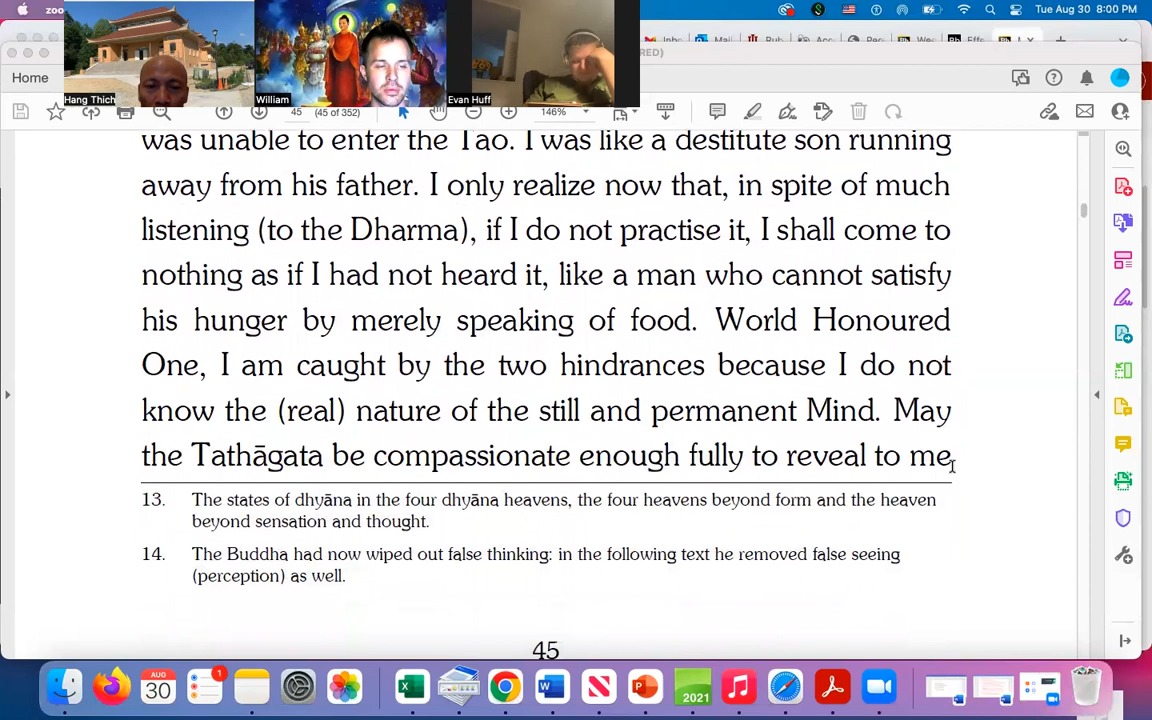 zoo
Tue Aug 30 8:00 PM
Hang Thich
William
Evan Huff
Home
45 (45 of 352)
146%
was unable to enter the Tao. I was like a destitute son running
away from his father. I only realize now that, in spite of much
listening (to the Dharma), if I do not practise it, I shall come to
nothing as if I had not heard it, like a man who cannot satisfy
his hunger by merely speaking of food. World Honoured
One, I am caught by the two hindrances because I do not
know the (real) nature of the still and permanent Mind. May
the Tathāgata be compassionate enough fully to reveal to me
13. The states of dhyāna in the four dhyāna heavens, the four heavens beyond form and the heaven
beyond sensation and thought.
14. The Buddha had now wiped out false thinking: in the following text he removed false seeing
(perception) as well.
45
AUG
30
1
2021